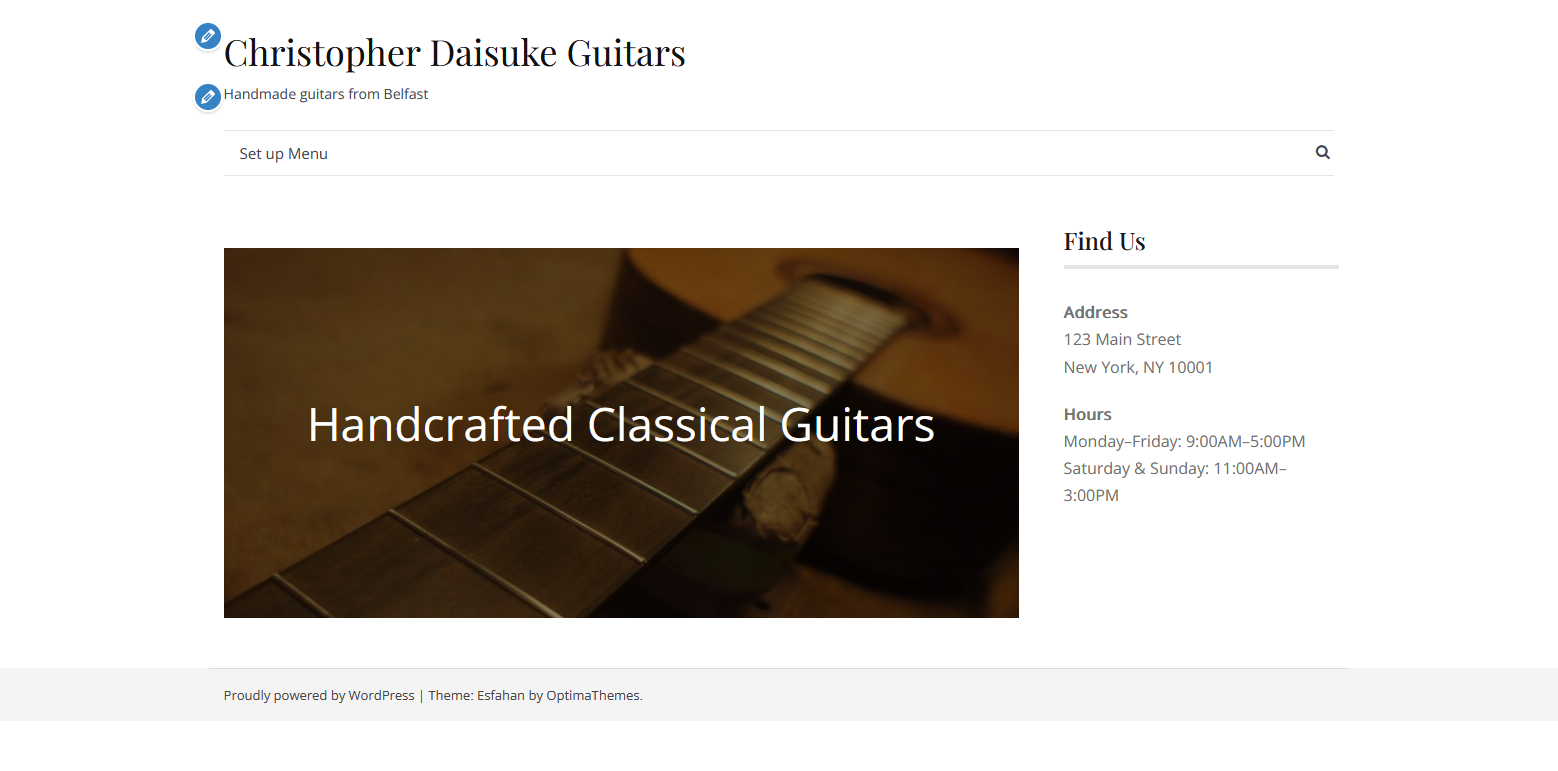 Christopher Daisuke Guitars
Handmade guitars from Belfast
Set up Menu
Handcrafted Classical Guitars
Find Us
Address
123 Main Street
New York, NY 10001
Hours
Monday–Friday: 9:00AM–5:00PM
Saturday & Sunday: 11:00AM–
3:00PM
Proudly powered by WordPress | Theme: Esfahan by OptimaThemes.